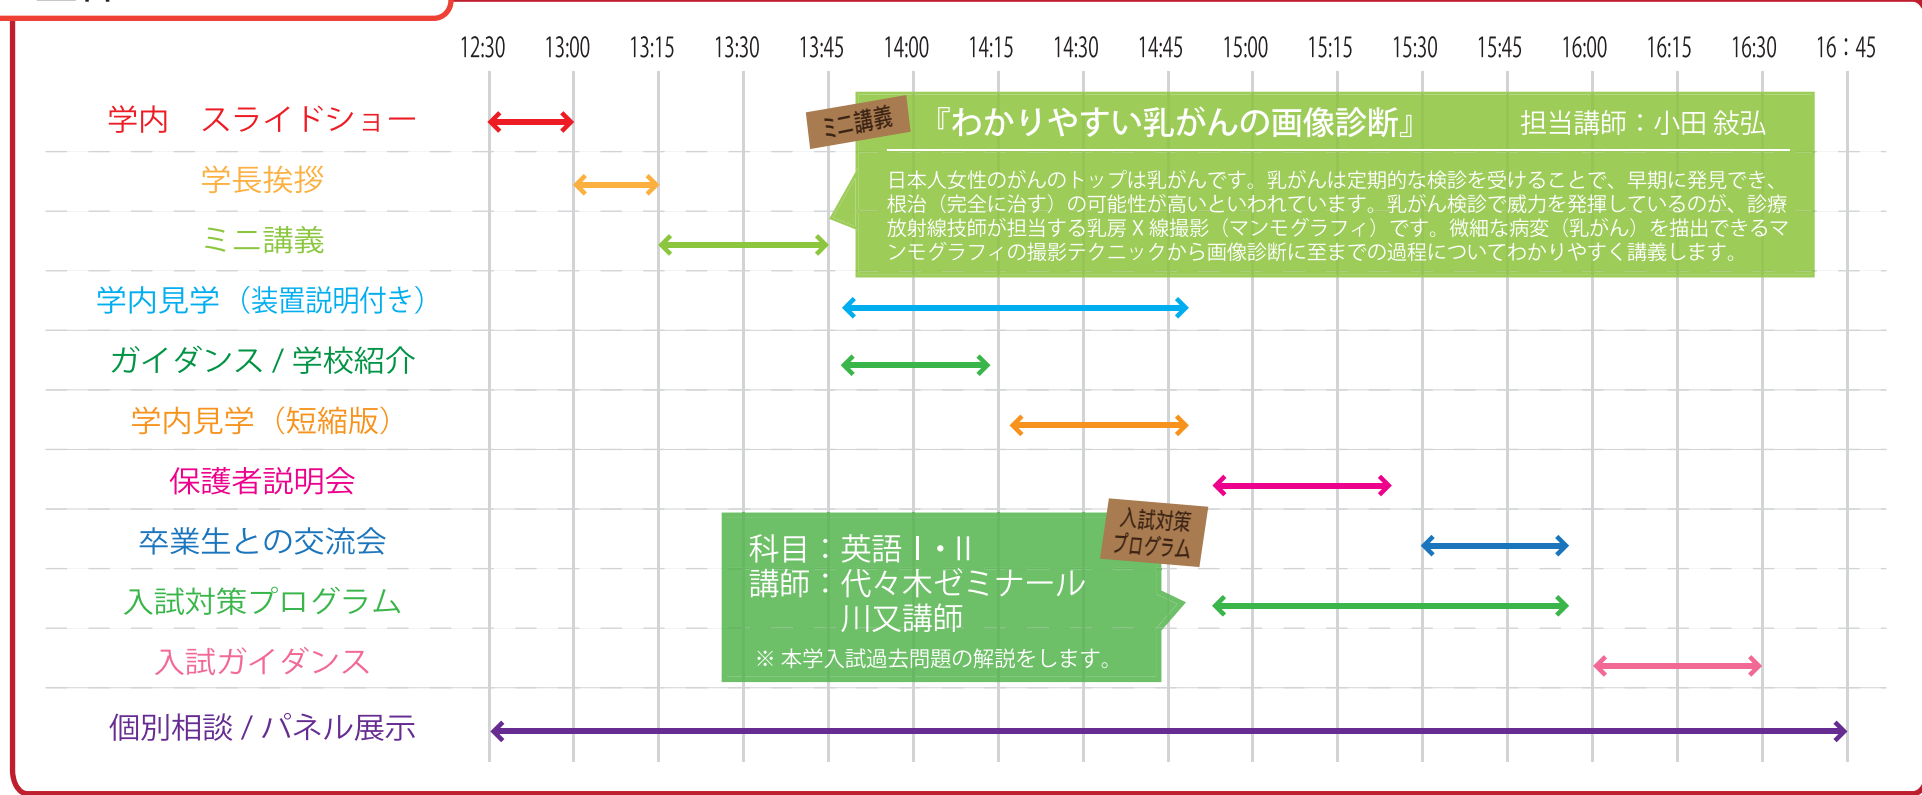 12:30 13:00 13:15 13:30 13:45 14:00 14:15 14:30 14:45 15:00 15:15 15:30 15:45 16:00 16:15 16:30 16：45
学内　スライドショー
学長挨拶
ミニ講義
学内見学（装置説明付き）
ガイダンス / 学校紹介
学内見学（短縮版）
保護者説明会
卒業生との交流会
入試対策プログラム
入試ガイダンス
個別相談 / パネル展示
ミニ講義
『わかりやすい乳がんの画像診断』 担当講師：小田 敍弘
日本人女性のがんのトップは乳がんです。乳がんは定期的な検診を受けることで、早期に発見でき、
根治（完全に治す）の可能性が高いといわれています。乳がん検診で威力を発揮しているのが、診療
放射線技師が担当する乳房 X 線撮影（マンモグラフィ）です。微細な病変（乳がん）を描出できるマ
ンモグラフィの撮影テクニックから画像診断に至までの過程についてわかりやすく講義します。
入試対策
プログラム
科目：英語 I・II
講師：代々木ゼミナール
川又講師
※ 本学入試過去問題の解説をします。